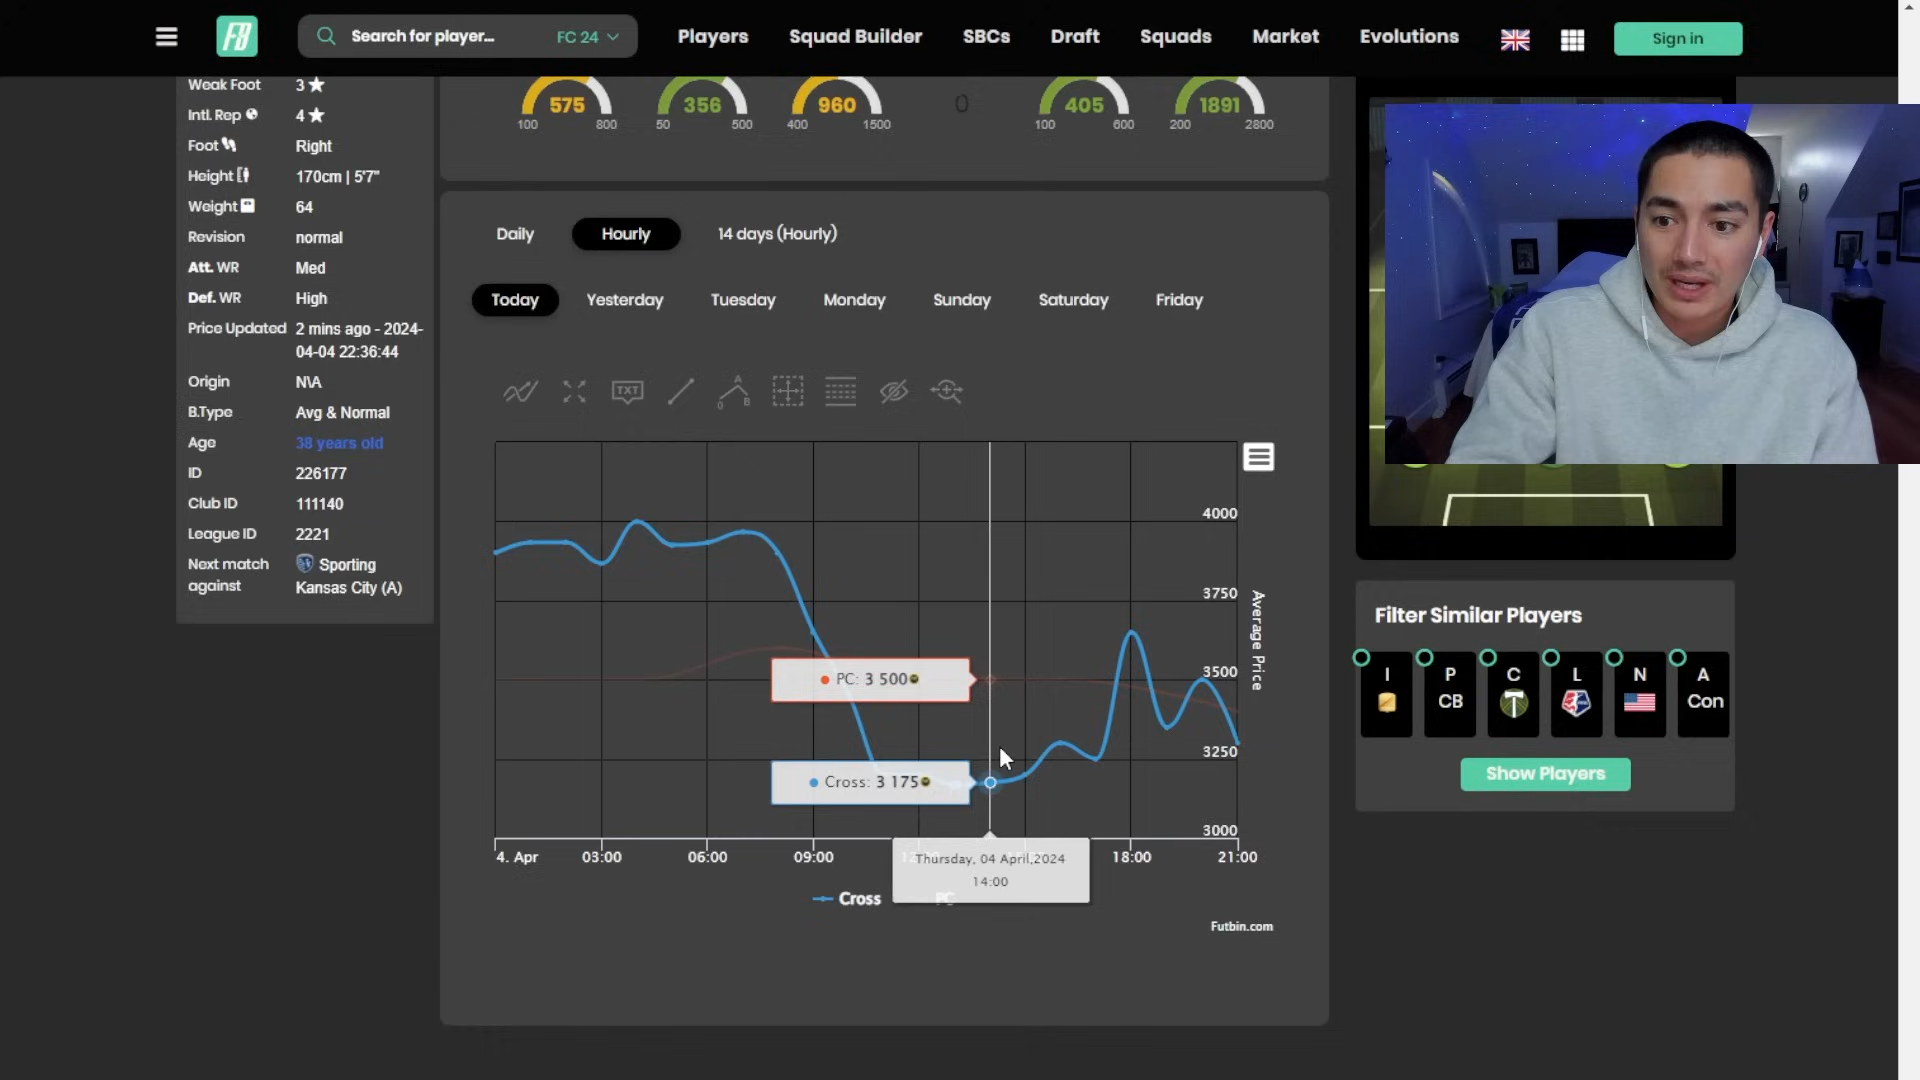 FB
Search for player...
FC 24
Players
Squad Builder
SBCs
Draft
Squads
Market
Evolutions
Sign in
Weak Foot 3
Intl. Rep 4
Foot Right
Height 170cm | 5'7"
Weight 64
Revision normal
Att. WR Med
Def. WR High
Price Updated 2 mins ago - 2024-
04-04 22:36:44
Origin N\A
B.Type Avg & Normal
Age 38 years old
ID 226177
Club ID 111140
League ID 2221
Next match against Sporting
Kansas City (A)
575
100 800
356
50 500
960
400 1500
0
405
100 600
1891
200 2800
Daily
Hourly
14 days (Hourly)
Today
Yesterday
Tuesday
Monday
Sunday
Saturday
Friday
TXT
A
0 B
4000
3750
3500
3250
3000
Average Price
PC: 3 500
Cross: 3 175
4. Apr
03:00
06:00
09:00
18:00
21:00
Thursday, 04 April,2024
14:00
Cross
PC
Futbin.com
Filter Similar Players
I
P
CB
C
L
N
A
Con
Show Players